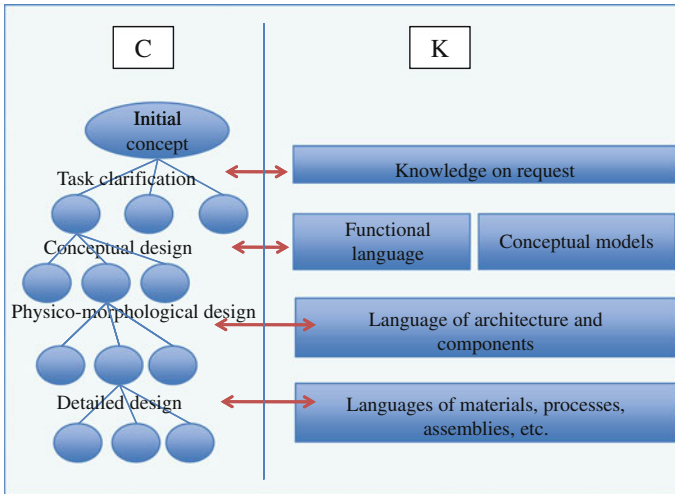 C
K
Initial
concept
Task clarification
Knowledge on request
Conceptual design
Functional
language
Conceptual models
Physico-morphological design
Language of architecture and
components
Detailed design
Languages of materials, processes,
assemblies, etc.